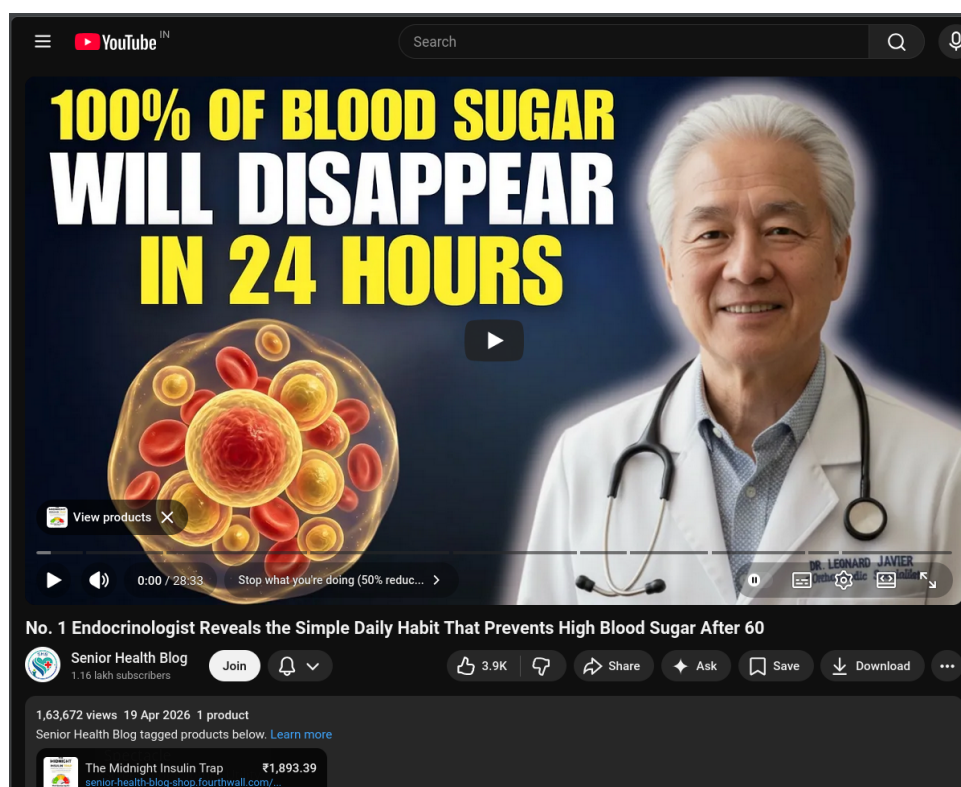 YouTube IN
Search
100% OF BLOOD SUGAR
WILL DISAPPEAR
IN 24 HOURS
View products
0:00 / 28:33
Stop what you're doing (50% reduc...
DR. LEONARD JAVIER
No. 1 Endocrinologist Reveals the Simple Daily Habit That Prevents High Blood Sugar After 60
Senior Health Blog
1.16 lakh subscribers
Join
3.9K
Share
Ask
Save
Download
1,63,672 views 19 Apr 2026 1 product
Senior Health Blog tagged products below. Learn more
MIDNIGHT
The Midnight Insulin Trap
₹1,893.39
senior-health-blog-shop.fourthwall.com/...